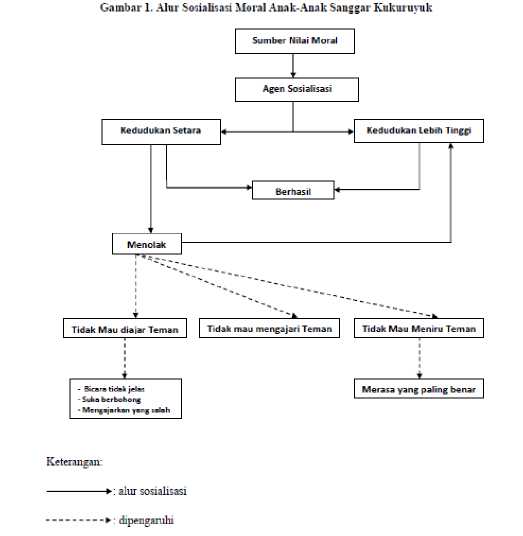 Gambar 1. Alur Sosialisasi Moral Anak-Anak Sanggar Kukuruyuk
Sumber Nilai Moral
Agen Sosialisasi
Kedudukan Setara
Kedudukan Lebih Tinggi
Berhasil
Menolak
Tidak Mau diajar Teman
Tidak mau mengajari Teman
Tidak Mau Meniru Teman
- Bicara tidak jelas
- Suka berbohong
- Mengajarkan yang salah
Merasa yang paling benar
Keterangan:
: alur sosialisasi
: dipengaruhi